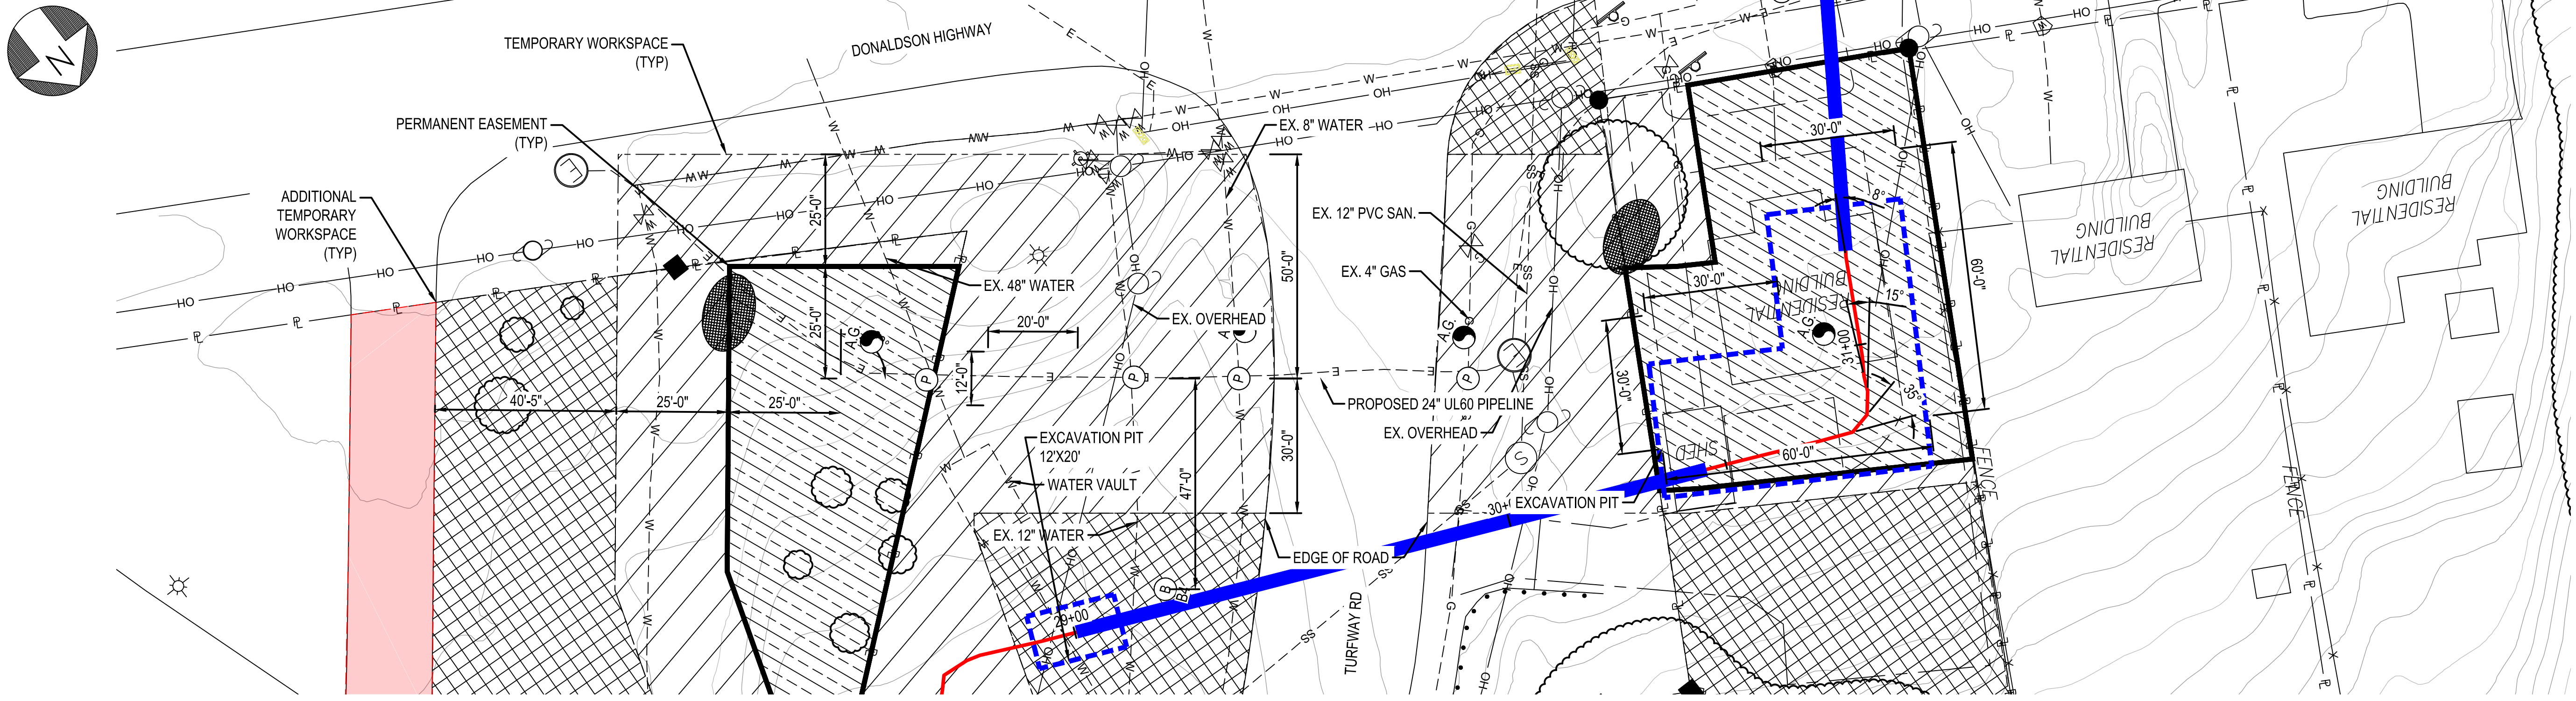 N
DONALDSON HIGHWAY
TEMPORARY WORKSPACE
(TYP)
PERMANENT EASEMENT
(TYP)
ADDITIONAL
TEMPORARY
WORKSPACE
(TYP)
EX. 8" WATER
EX. 48" WATER
EX. OVERHEAD
EX. 12" PVC SAN.
EX. 4" GAS
PROPOSED 24" UL60 PIPELINE
EX. OVERHEAD
EXCAVATION PIT
12'X20'
WATER VAULT
EX. 12" WATER
EDGE OF ROAD
EXCAVATION PIT
TURFWAY RD
25'-0"
25'-0"
40'-5"
25'-0"
25'-0"
20'-0"
12'-0"
50'-0"
30'-0"
47'-0"
29+00
B
B4
A.G.
A.G.
A.G.
P
P
P
P
S
30'-0"
30'-0"
30'-0"
60'-0"
60'-0"
8°
15°
35°
31+00
RESIDENTIAL
BUILDING
SHED
FENCE
RESIDENTIAL
BUILDING
RESIDENTIAL
BUILDING
FENCE